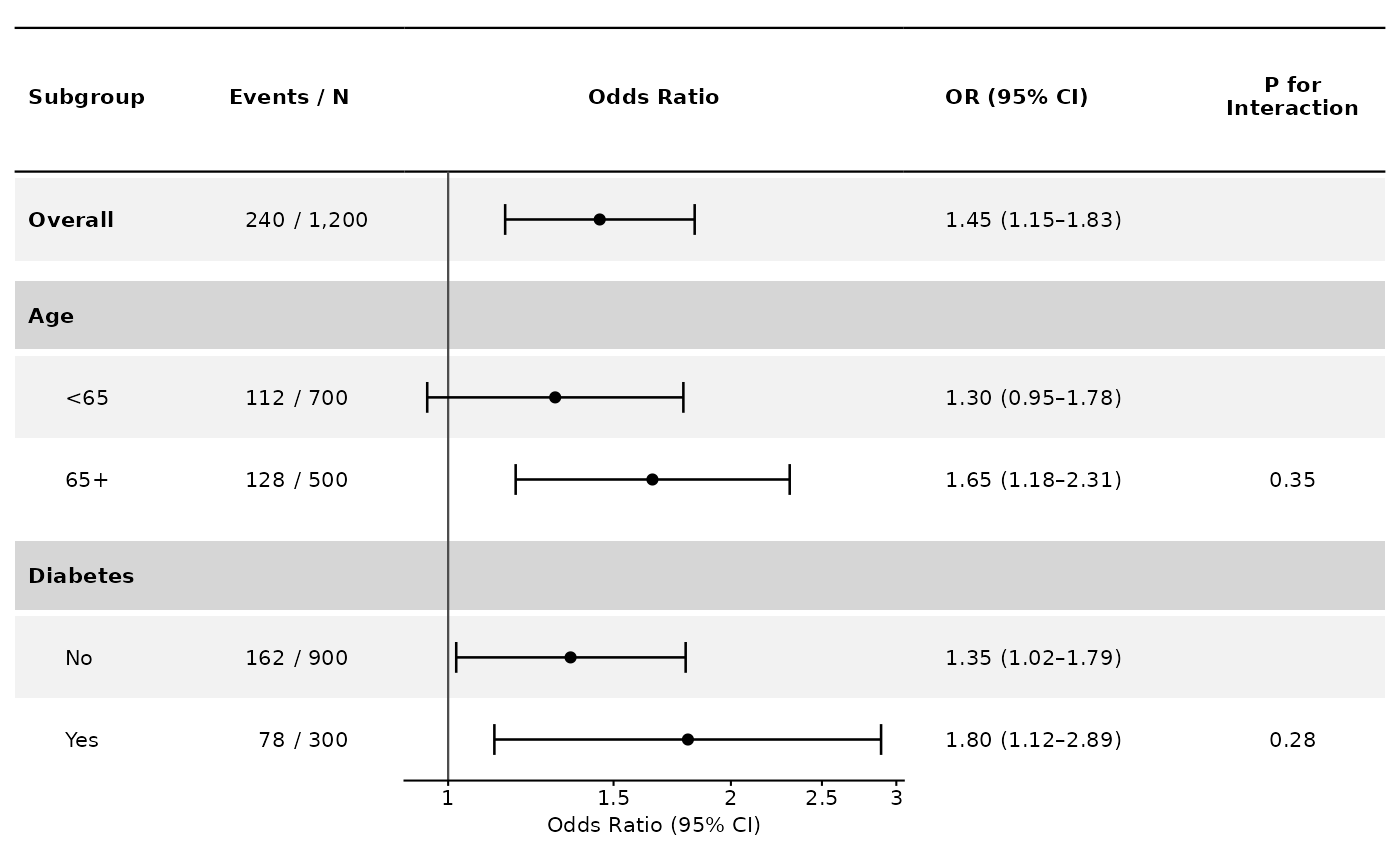 Subgroup Events / N Odds Ratio OR (95% CI) P for
Interaction
Overall 240 / 1,200 1.45 (1.15–1.83)
Age
<65 112 / 700 1.30 (0.95–1.78)
65+ 128 / 500 1.65 (1.18–2.31) 0.35
Diabetes
No 162 / 900 1.35 (1.02–1.79)
Yes 78 / 300 1.80 (1.12–2.89) 0.28
1 1.5 2 2.5 3
Odds Ratio (95% CI)